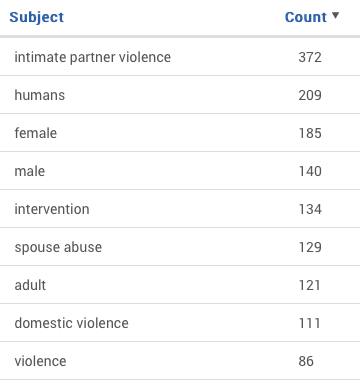 Subject Count ▼
intimate partner violence 372
humans 209
female 185
male 140
intervention 134
spouse abuse 129
adult 121
domestic violence 111
violence 86